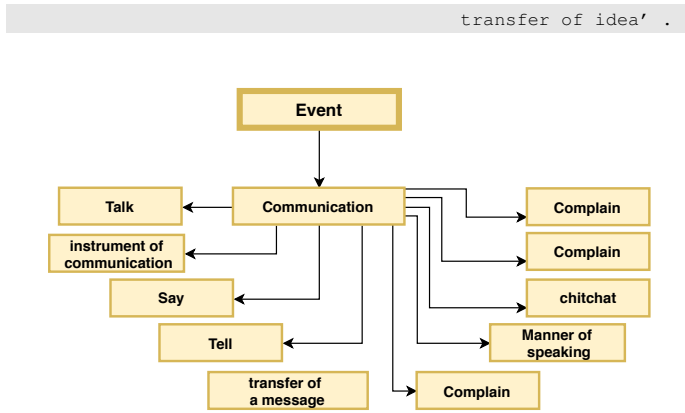 transfer of idea′ .
Event
Talk
Communication
Complain
instrument of
communication
Complain
Say
chitchat
Tell
Manner of
speaking
transfer of
a message
Complain